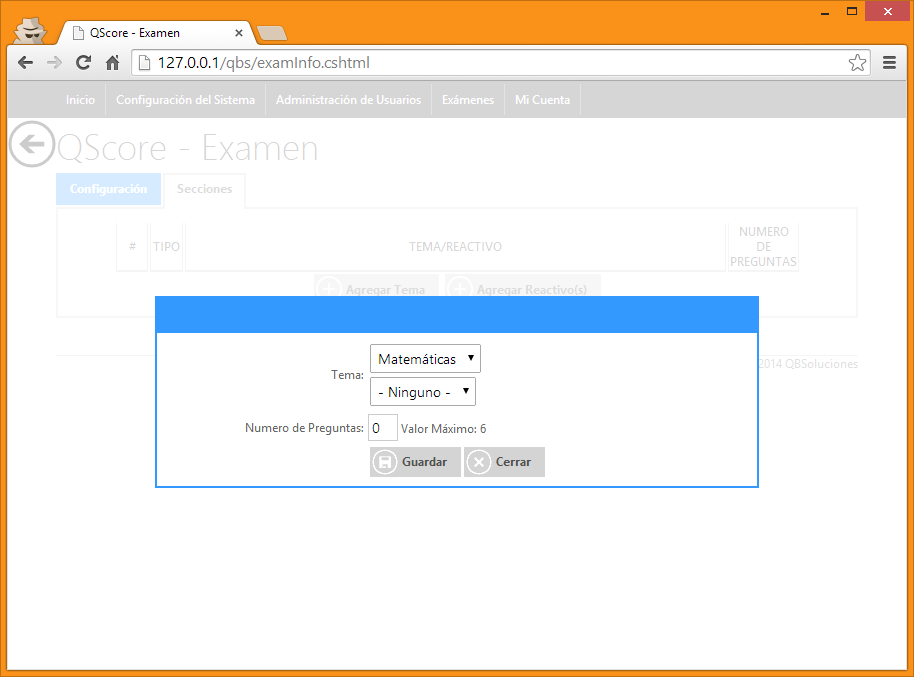 QScore - Examen
127.0.0.1/qbs/examInfo.cshtml
Inicio Configuración del Sistema Administración de Usuarios Exámenes Mi Cuenta
QScore - Examen
Configuración Secciones
# TIPO TEMA/REACTIVO NUMERO DE PREGUNTAS
Agregar Tema Agregar Reactivo(s)
2014 QBSoluciones
Tema: Matemáticas
- Ninguno -
Numero de Preguntas: 0 Valor Máximo: 6
Guardar Cerrar